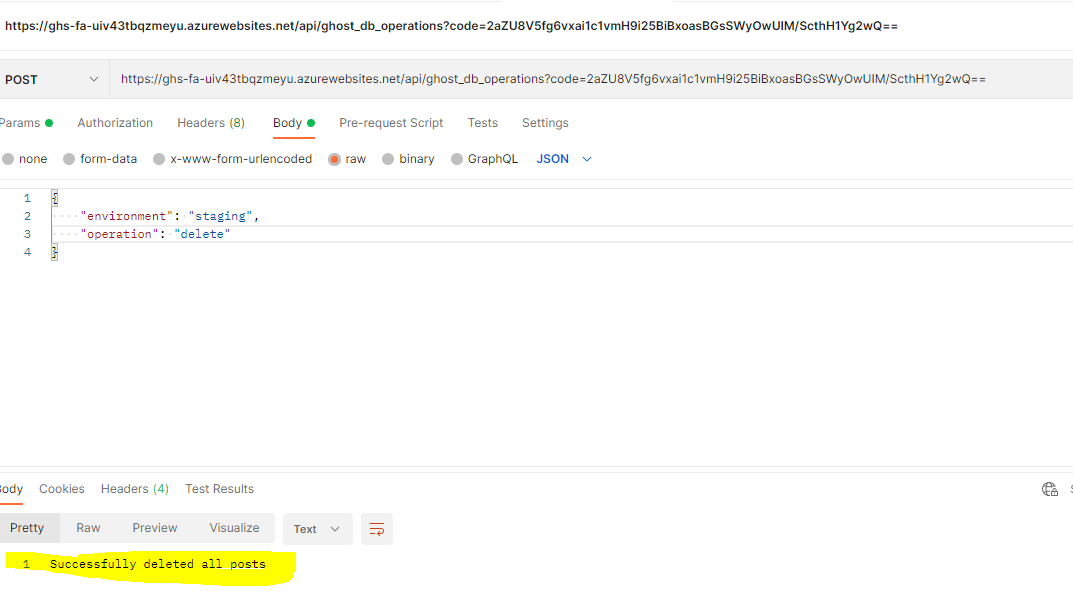 https://ghs-fa-uiv43tbqzmeyu.azurewebsites.net/api/ghost_db_operations?code=2aZU8V5fg6vxai1c1vmH9i25BiBxoasBGsSWyOwUIM/ScthH1Yg2wQ==
POST https://ghs-fa-uiv43tbqzmeyu.azurewebsites.net/api/ghost_db_operations?code=2aZU8V5fg6vxai1c1vmH9i25BiBxoasBGsSWyOwUIM/ScthH1Yg2wQ==
Params Authorization Headers (8) Body Pre-request Script Tests Settings
none form-data x-www-form-urlencoded raw binary GraphQL JSON
1 {
2 "environment": "staging",
3 "operation": "delete"
4 }
Body Cookies Headers (4) Test Results
Pretty Raw Preview Visualize Text
1 Successfully deleted all posts